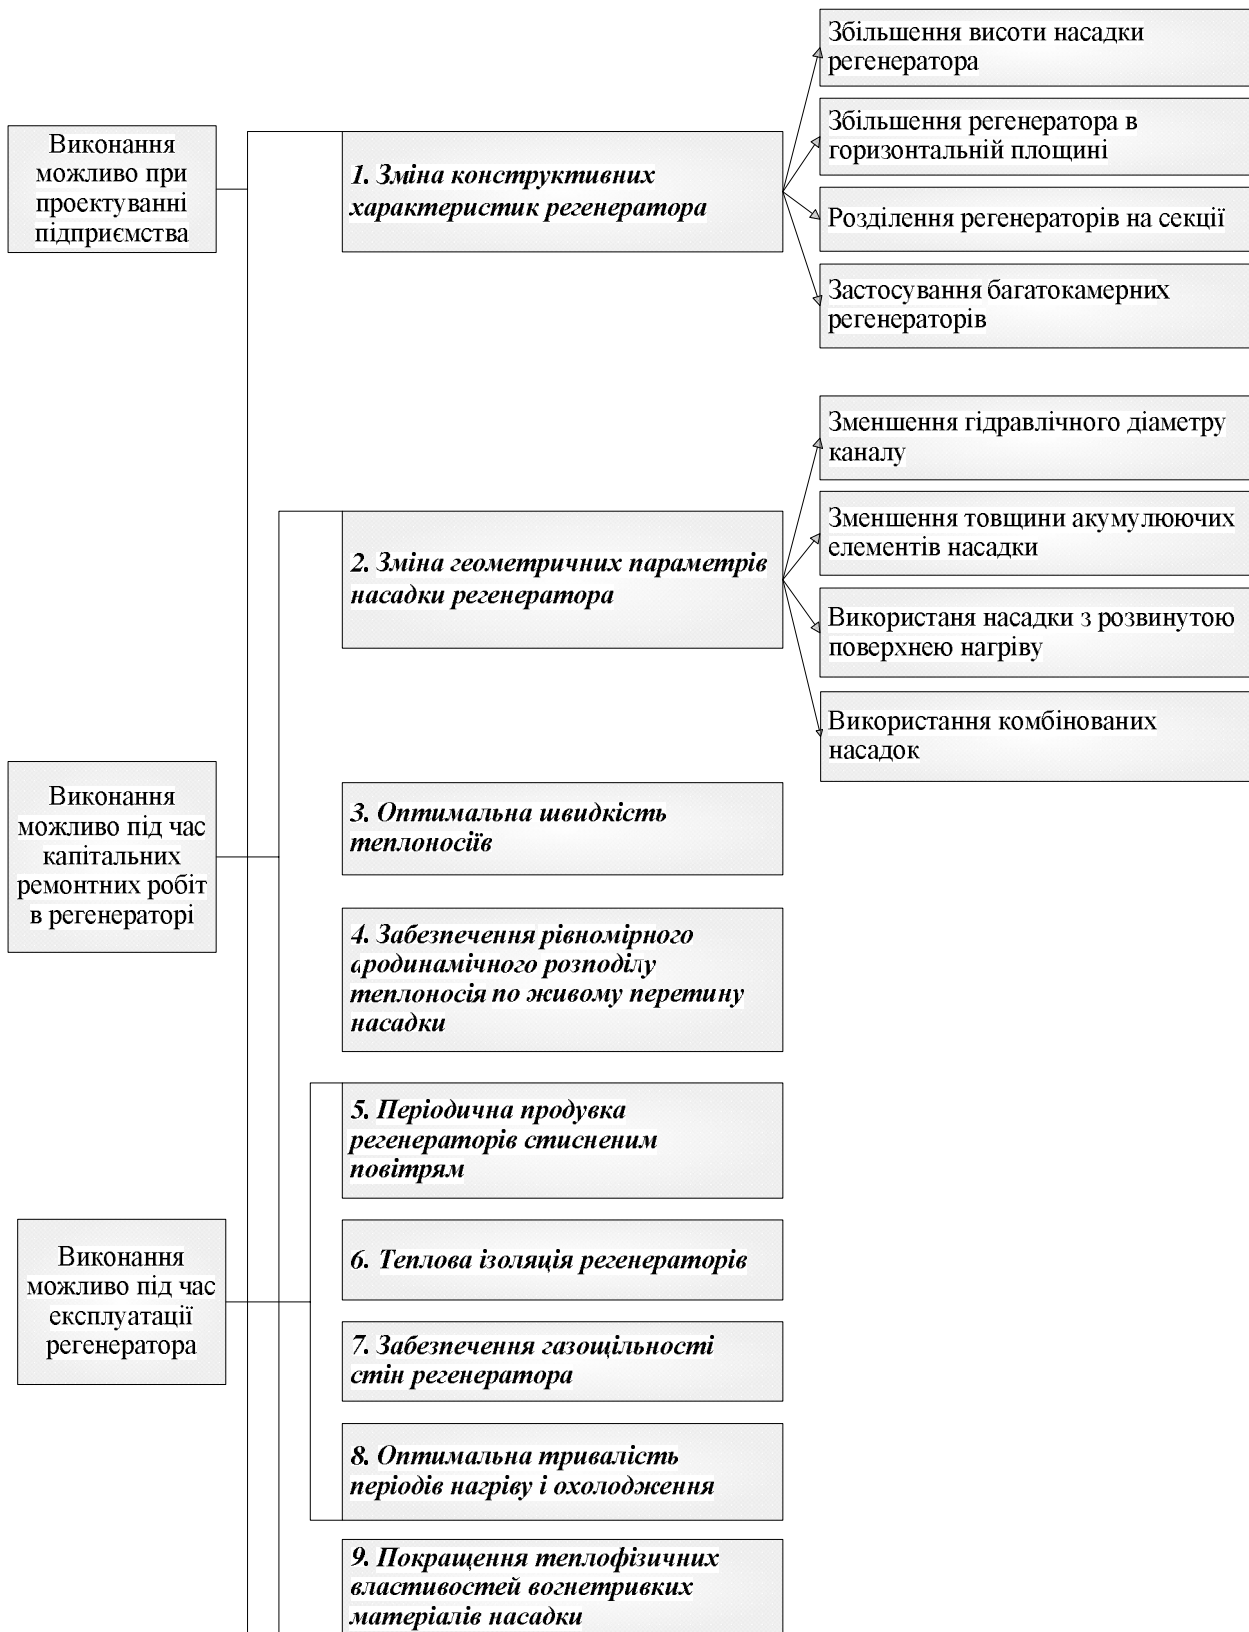 Виконання
можливо при
проектуванні
підприємства
1. Зміна конструктивних
характеристик регенератора
Збільшення висоти насадки
регенератора
Збільшення регенератора в
горизонтальній площині
Розділення регенераторів на секції
Застосування багатокамерних
регенераторів
2. Зміна геометричних параметрів
насадки регенератора
Зменшення гідравлічного діаметру
каналу
Зменшення товщини акумулюючих
елементів насадки
Використаня насадки з розвинутою
поверхнею нагріву
Використання комбінованих
насадок
Виконання
можливо під час
капітальних
ремонтних робіт
в регенераторі
3. Оптимальна швидкість
теплоносіїв
4. Забезпечення рівномірного
ародинамічного розподілу
теплоносія по живому перетину
насадки
Виконання
можливо під час
експлуатації
регенератора
5. Періодична продувка
регенераторів стисненим
повітрям
6. Теплова ізоляція регенераторів
7. Забезпечення газощільності
стін регенератора
8. Оптимальна тривалість
періодів нагріву і охолодження
9. Покращення теплофізичних
властивостей вогнетривких
матеріалів насадки